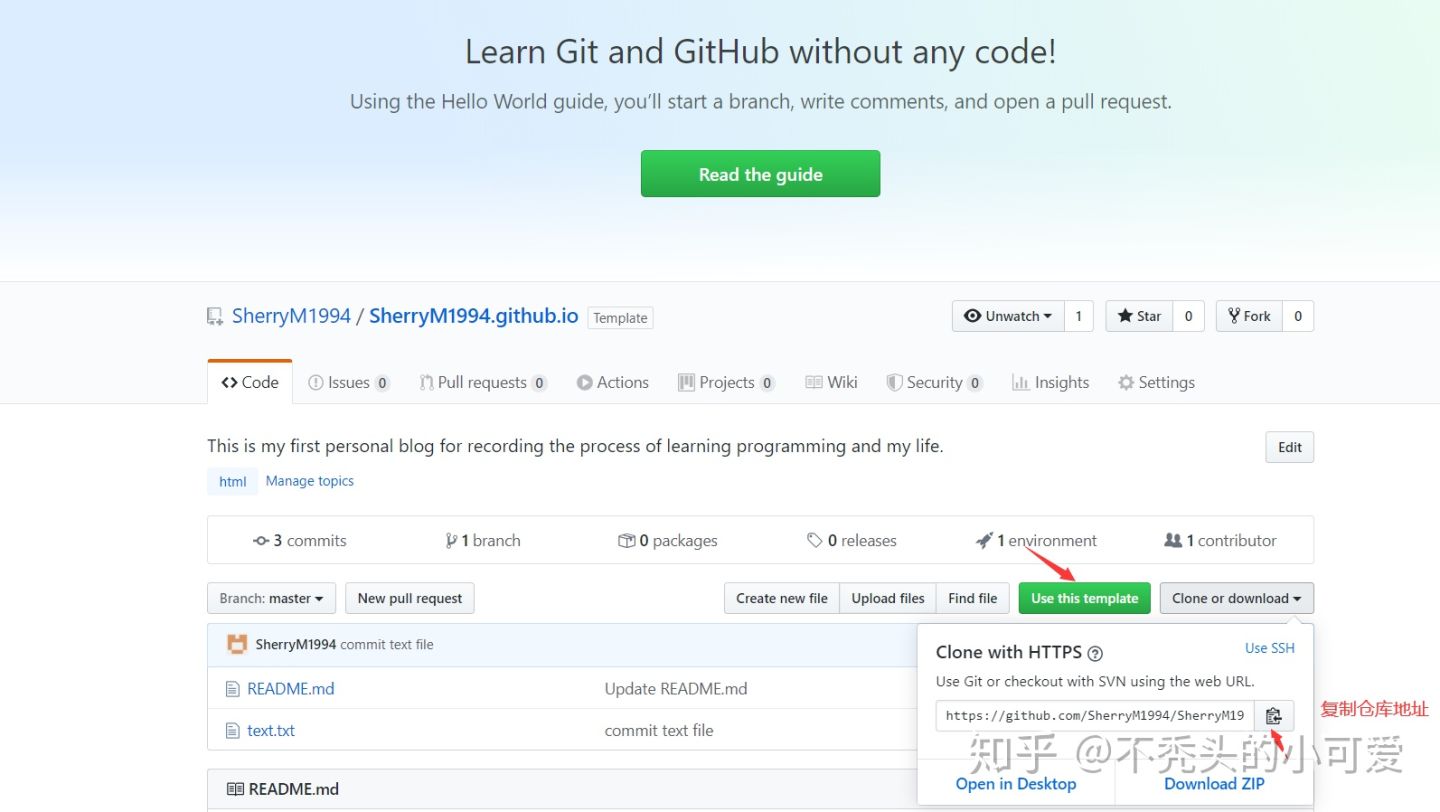 Learn Git and GitHub without any code!
Using the Hello World guide, you’ll start a branch, write comments, and open a pull request.
Read the guide
SherryM1994 / SherryM1994.github.io Template
Unwatch 1 Star 0 Fork 0
Code Issues 0 Pull requests 0 Actions Projects 0 Wiki Security 0 Insights Settings
This is my first personal blog for recording the process of learning programming and my life.
Edit
html Manage topics
3 commits 1 branch 0 packages 0 releases 1 environment 1 contributor
Branch: master New pull request Create new file Upload files Find file Use this template Clone or download
SherryM1994 commit text file
Clone with HTTPS Use SSH
Use Git or checkout with SVN using the web URL.
README.md Update README.md
https://github.com/SherryM1994/SherryM19
复制仓库地址
text.txt commit text file
知乎 @不秃头的小可爱
Open in Desktop Download ZIP
README.md